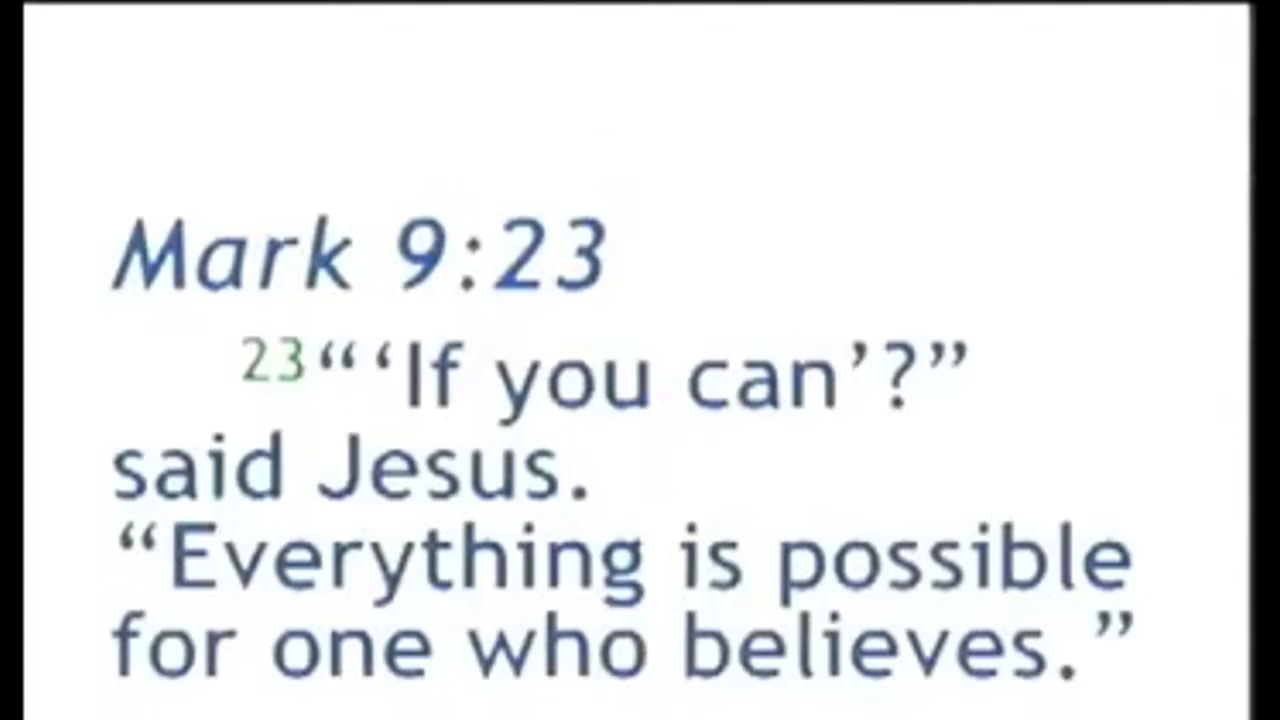 Mark 9:23
23“‘If you can’?”
said Jesus.
“Everything is possible
for one who believes.”